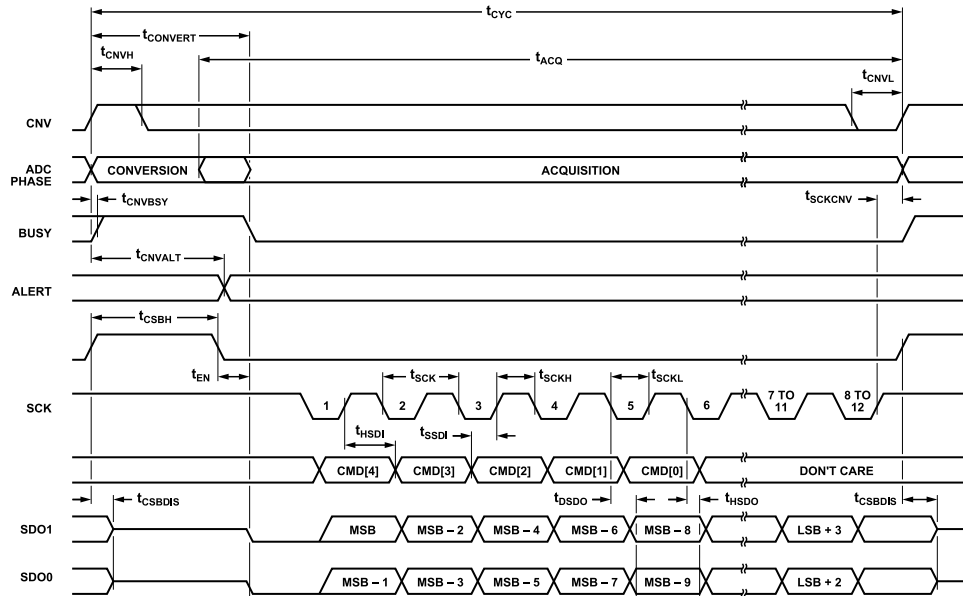 tCYC
tCONVERT
tCNVH
tACQ
tCNVL
CNV
ADC
PHASE
CONVERSION
ACQUISITION
tCNVBSY
tSCKCNV
BUSY
tCNVALT
ALERT
tCSBH
tEN
tSCK
tSCKH
tSCKL
SCK
1
2
3
4
5
6
7 TO
11
8 TO
12
tHSDI
tSSDI
CMD[4]
CMD[3]
CMD[2]
CMD[1]
CMD[0]
DON'T CARE
tCSBDIS
tDSDO
tHSDO
tCSBDIS
SDO1
MSB
MSB – 2
MSB – 4
MSB – 6
MSB – 8
LSB + 3
SDO0
MSB – 1
MSB – 3
MSB – 5
MSB – 7
MSB – 9
LSB + 2